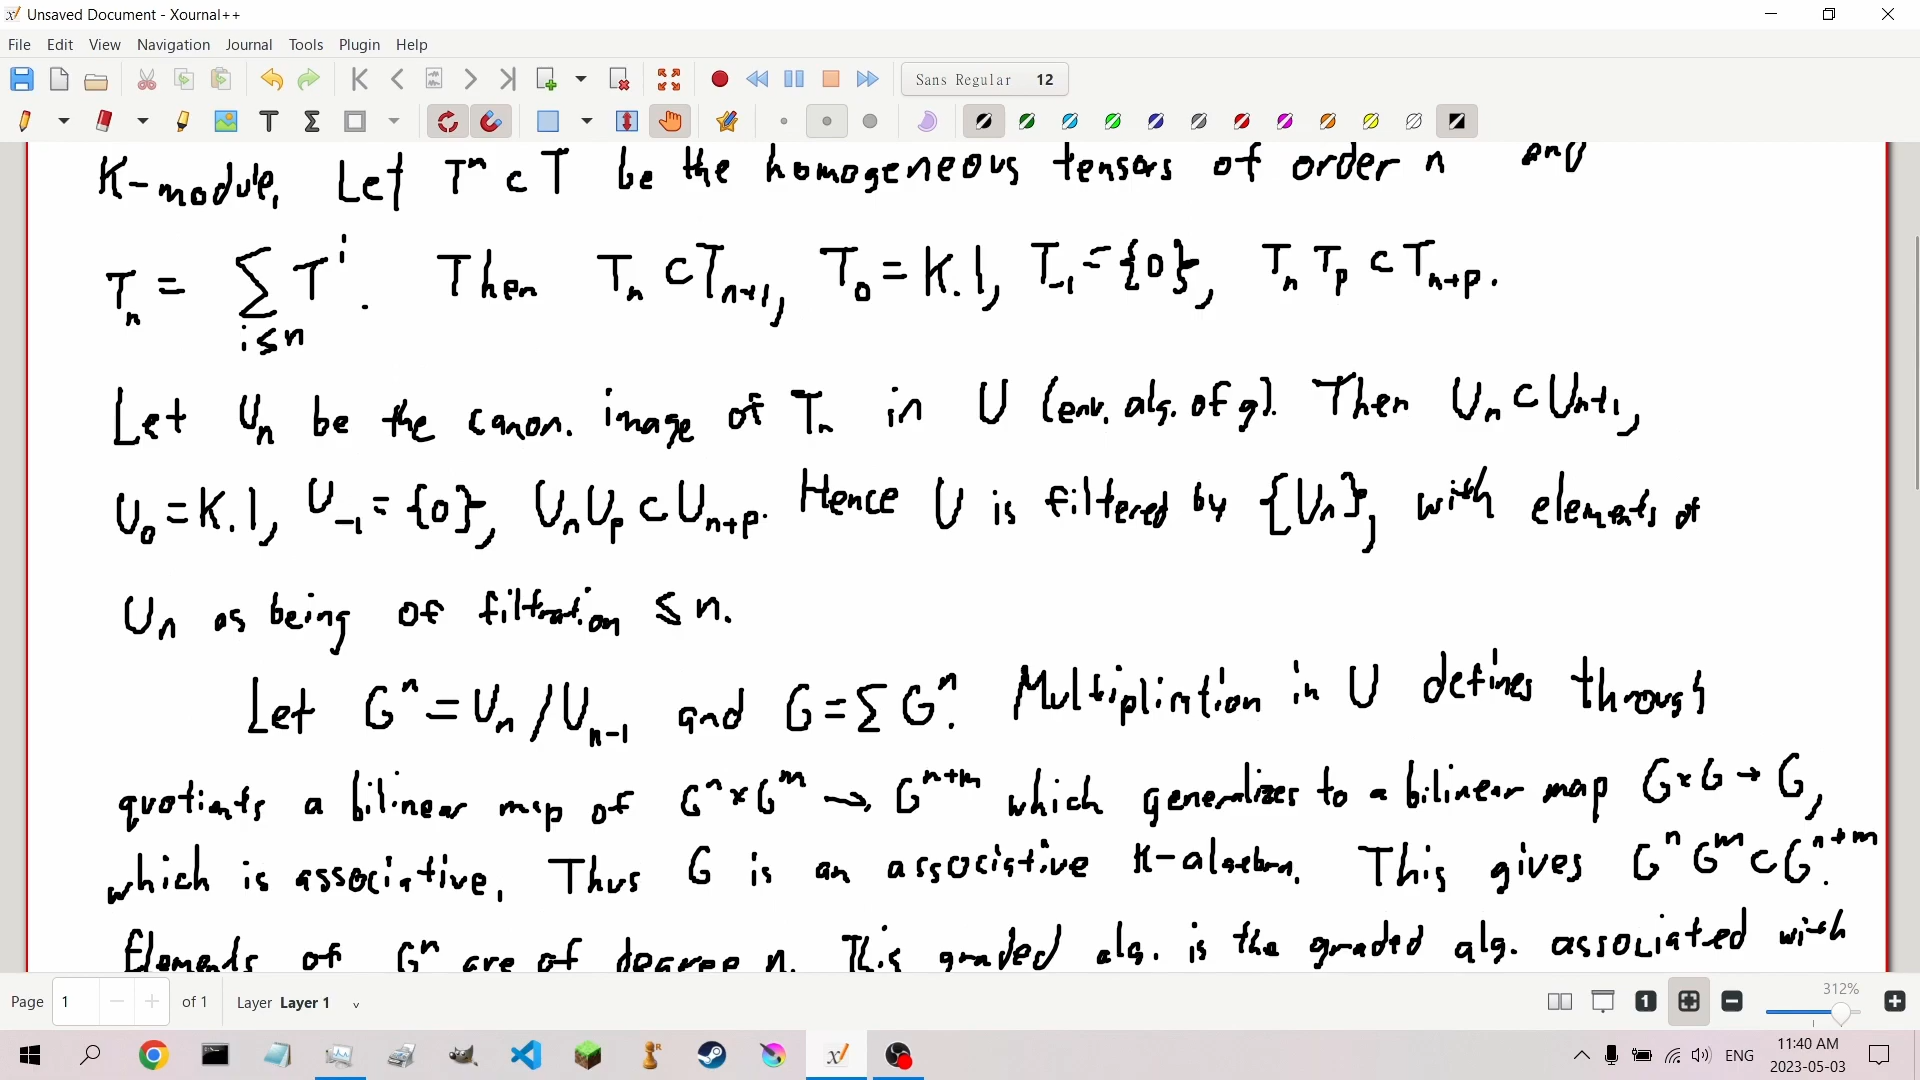 Unsaved Document - Xournal++
File Edit View Navigation Journal Tools Plugin Help
Sans Regular 12
K-module. Let Tⁿ ⊂ T be the homogeneous tensors of order n and
Tₙ = ∑_{i≤n} Tⁱ. Then Tₙ ⊂ Tₙ₊₁, T₀ = K.1, T₋₁ = {0}, Tₙ Tₚ ⊂ Tₙ₊ₚ.
Let Uₙ be the canon. image of Tₙ in U (env. alg. of g). Then Uₙ ⊂ Uₙ₊₁,
U₀ = K.1, U₋₁ = {0}, UₙUₚ ⊂ Uₙ₊ₚ. Hence U is filtered by {Uₙ}, with elements of
Uₙ as being of filtration ≤ n.
Let Gⁿ = Uₙ/Uₙ₋₁ and G = ∑Gⁿ. Multiplication in U defines through
quotients a bilinear map of Gⁿ × Gᵐ → Gⁿ⁺ᵐ which generalizes to a bilinear map G×G → G,
which is associative. Thus G is an associative K-algebra. This gives GⁿGᵐ ⊂ Gⁿ⁺ᵐ.
Elements of Gⁿ are of degree n. This graded alg. is the graded alg. associated with
Page 1 of 1 Layer Layer 1 312%
ENG 11:40 AM
2023-05-03